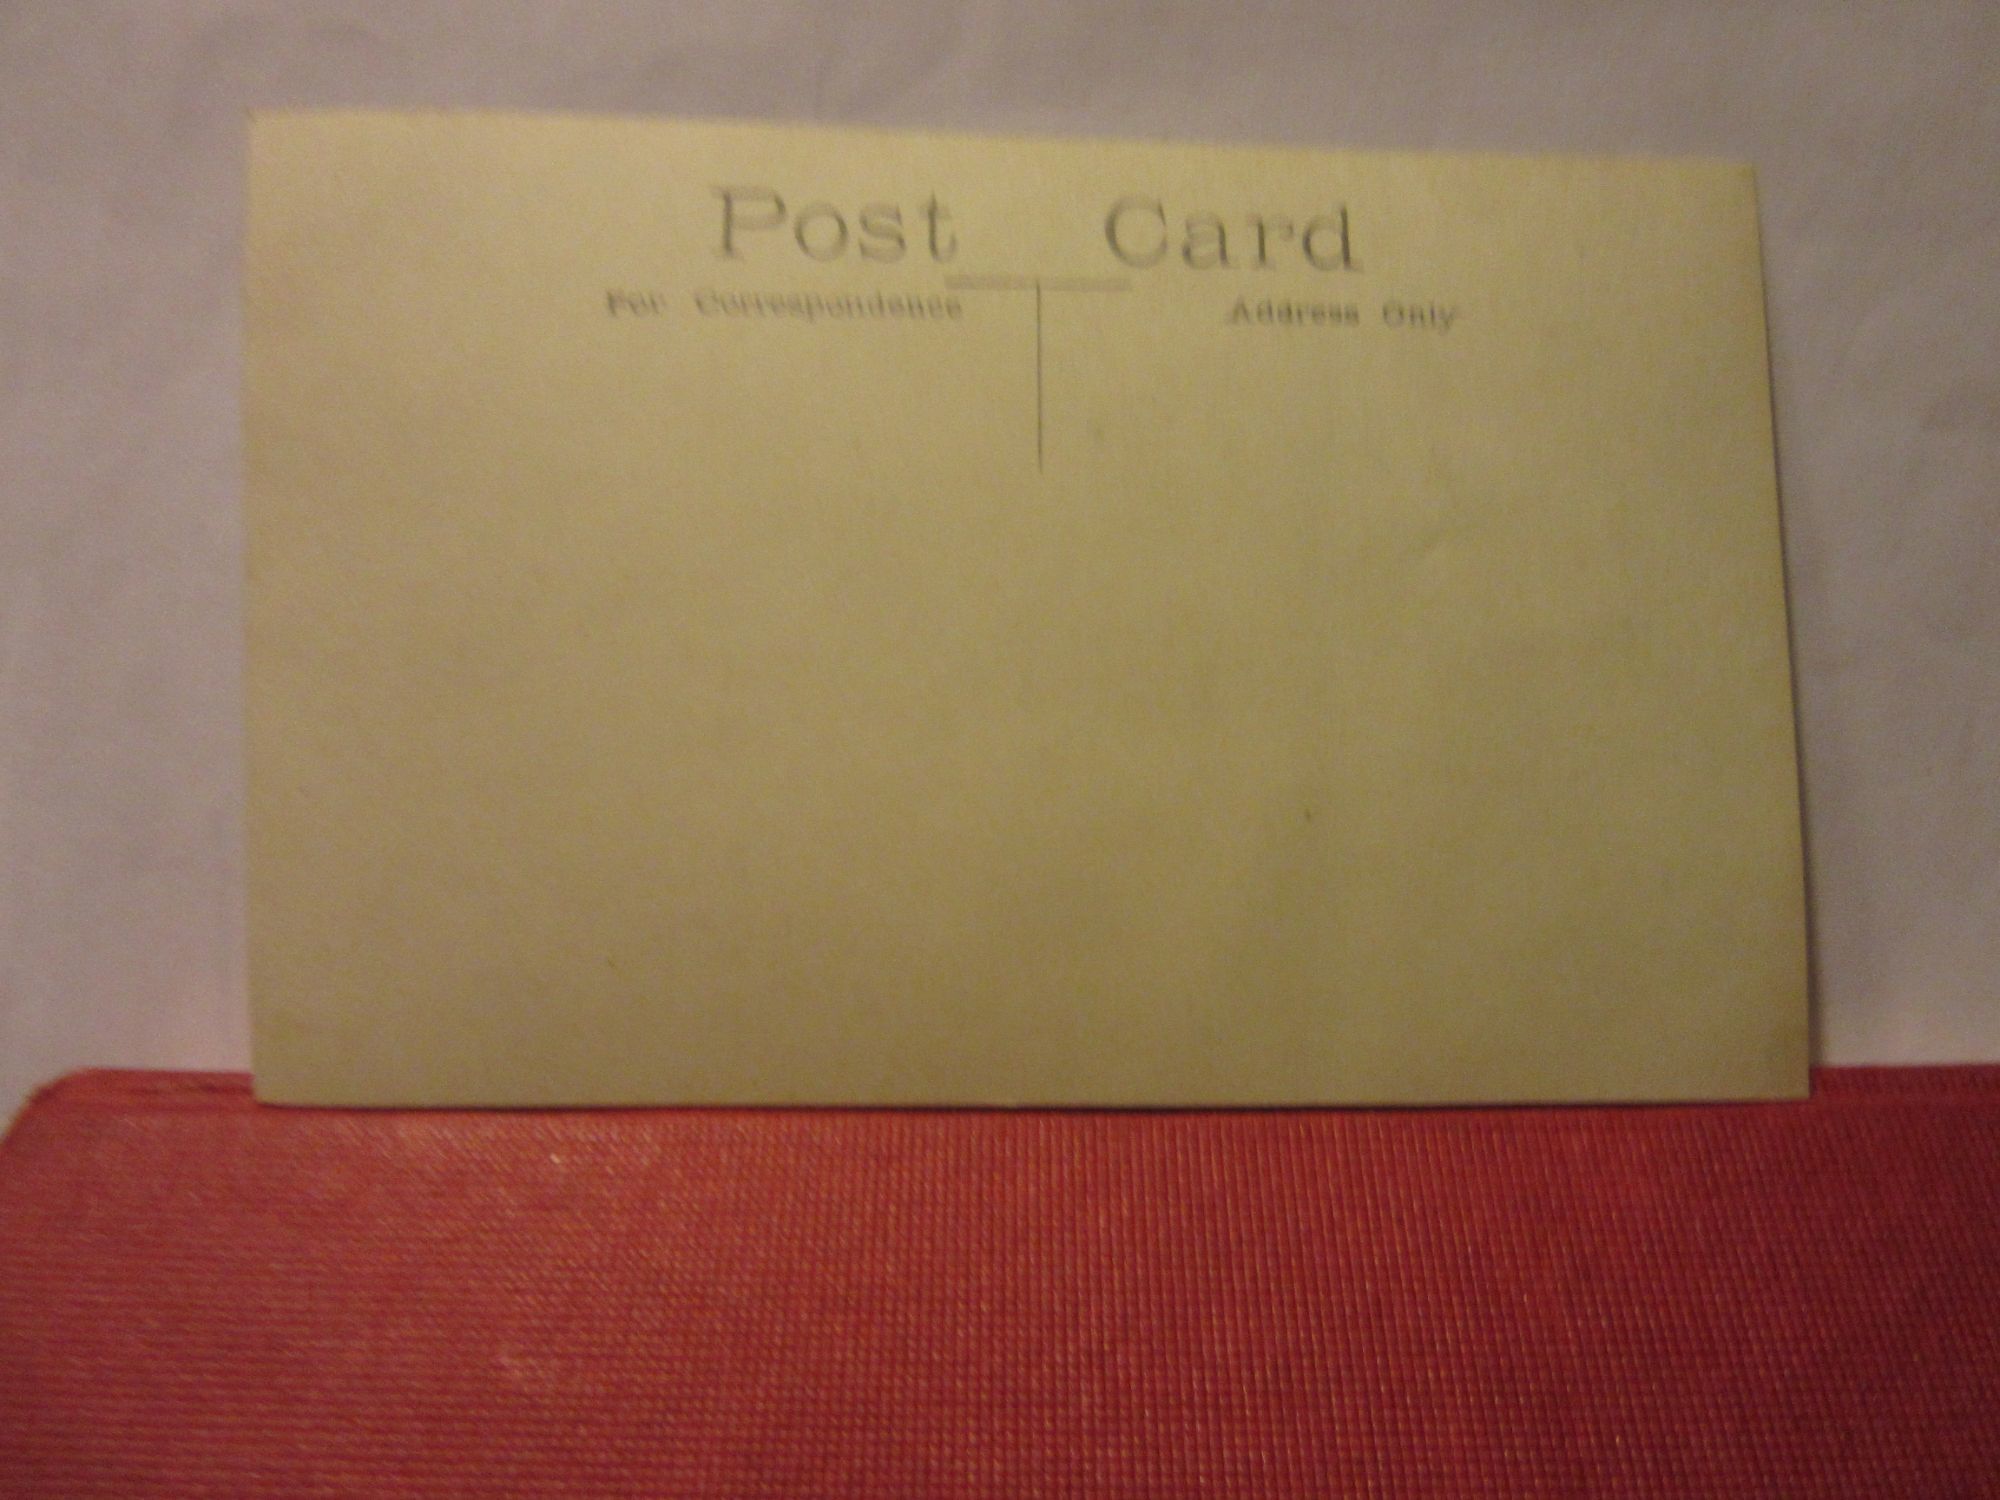 Post Card
For Correspondence Address Only